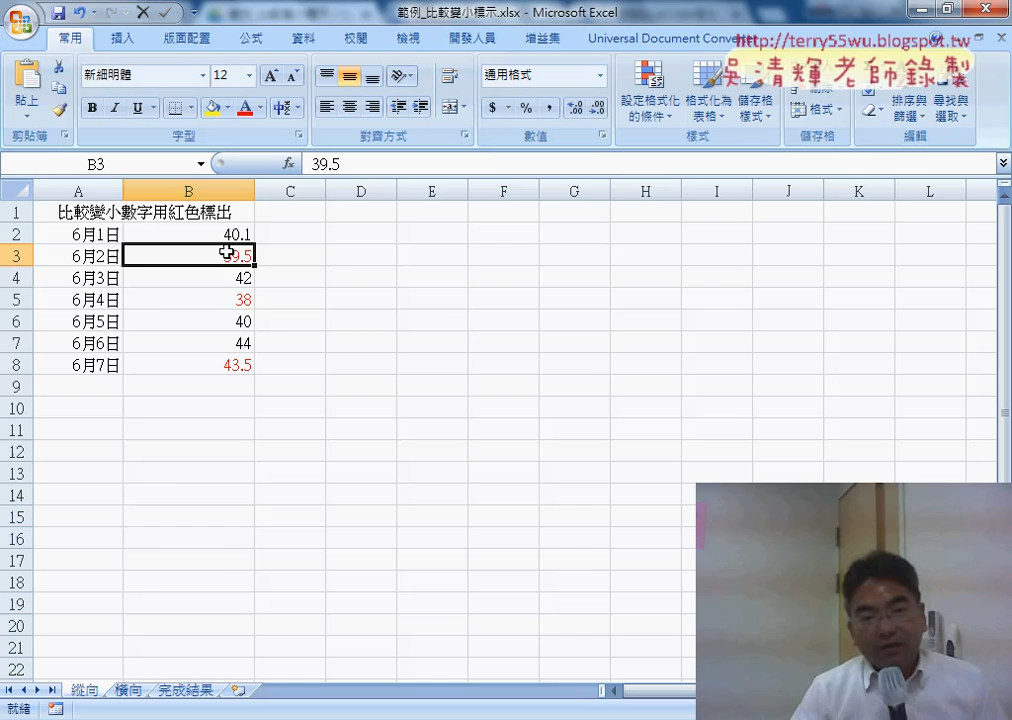 範例_比較變小標示.xlsx - Microsoft Excel
常用 插入 版面配置 公式 資料 校閱 檢視 開發人員 增益集 Universal Document Conver
http://terry55wu.blogspot.tw
吳清輝老師錄製
新細明體 12 通用格式
貼上 B I U $ % , 設定格式化的條件 格式化為表格 儲存格樣式 格式 排序與篩選 尋找與選取
剪貼簿 字型 對齊方式 數值 樣式 儲存格 編輯
B3 fx 39.5
A B C D E F G H I J K L
1 比較變小數字用紅色標出
2 6月1日 40.1
3 6月2日 39.5
4 6月3日 42
5 6月4日 38
6 6月5日 40
7 6月6日 44
8 6月7日 43.5
9
10
11
12
13
14
15
16
17
18
19
20
21
22
縱向 橫向 完成結果
就緒